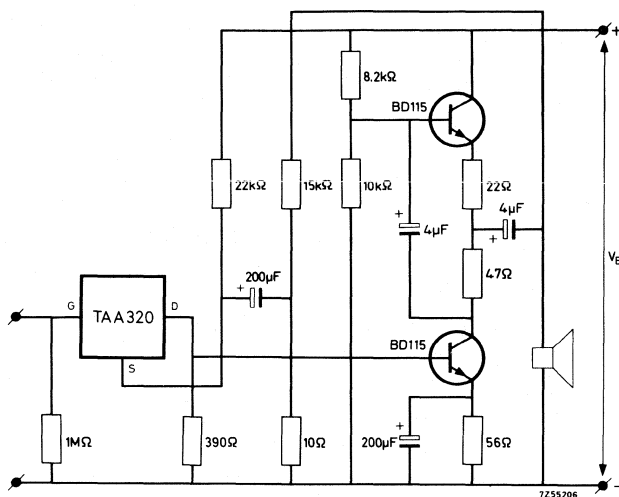 +
8.2kΩ
BD115
22kΩ
15kΩ
10kΩ
22Ω
+
4μF
4μF
+
VB
+
200μF
47Ω
G
TAA320
D
S
BD115
1MΩ
390Ω
10Ω
+
200μF
56Ω
−
7Z55206